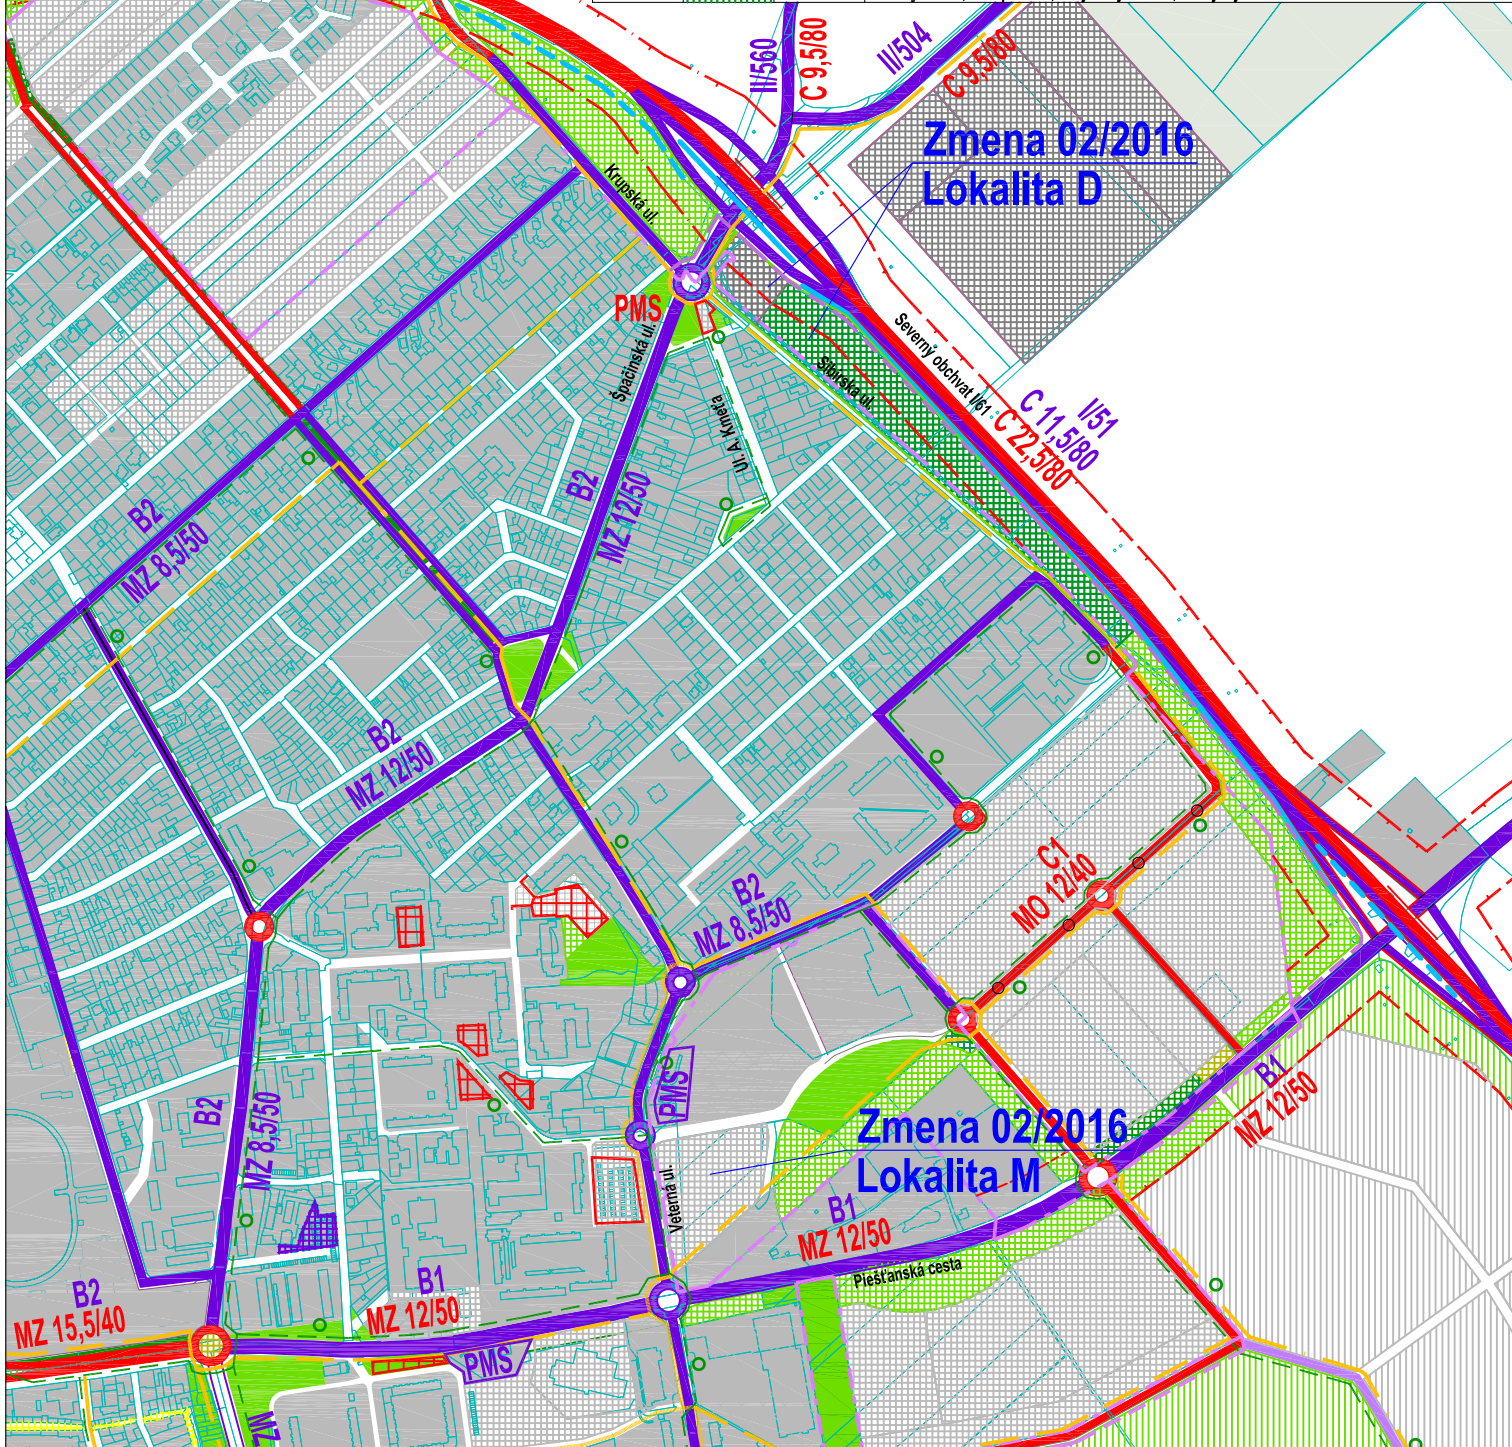 II/560
C 9,5/80
II/504
C 9,5/80
Zmena 02/2016
Lokalita D
Krupská ul.
PMS
Špačinská ul.
Ul. A. Kmeťa
Sibírska ul.
Severný obchvat I/61
C 22,5/80
C 11,5/80
I/51
B2
MZ 12/50
B2
MZ 8,5/50
B2
MZ 12/50
B2
MZ 8,5/50
C1
MO 12/40
B2
MZ 8,5/50
PMS
Zmena 02/2016
Lokalita M
B1
MZ 12/50
Veterná ul.
B1
MZ 12/50
Piešťanská cesta
B1
MZ 12/50
B2
MZ 15,5/40
PMS
MZ